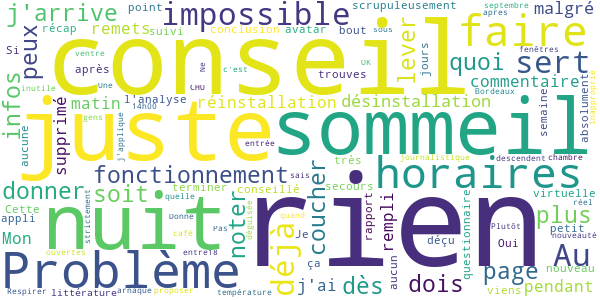 j'arrive point impossible scrupuleusement septembre malgré
récap remets suivi conclusion avatar bout sous après
Si peux conseil lever jours quoi faire sert fenêtres
ventre Ne c'est OK commentaire
infos après trouves
inutile Une CHU semaine absolument inapproprié
aucune supprimé matin l'analyse 14h00 réinstallation désinstallation Bordeaux
gens j'applique juste entrée sommeil
fonctionnement sais très journalistique descendent chambre
donner soit terminer conseillé secours horaires virtuelle
Cette quelle réel
appli strictement nuit Donne noter déguisée déjà quand coucher rien rapport rempli déçu questionnaire plus Plutôt nouveauté
Mon café Pas Je Oui petit Au
ouvertes entre18 ça
Problème j'ai dès aucun dois page nouveau
viens pendant
Respirer littérature arnaque proposer température